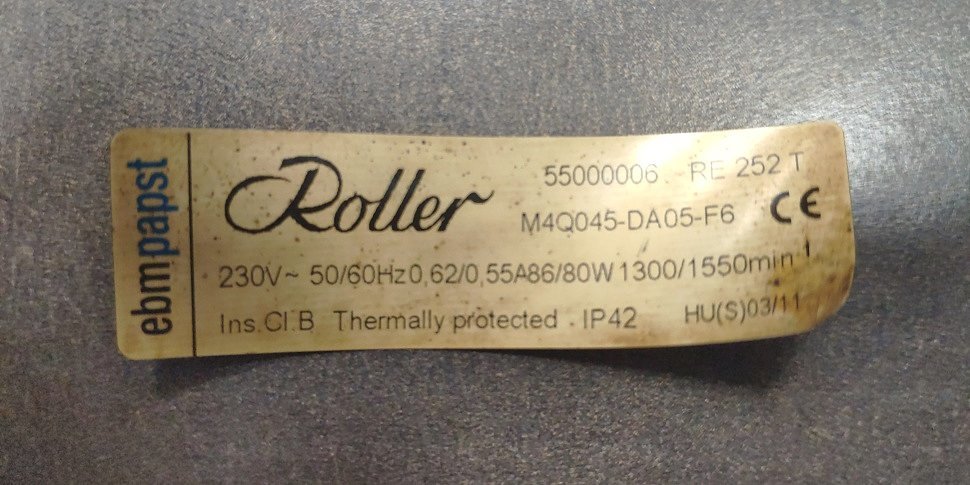 ebmpapst
Roller
55000006 RE 252 T
M4Q045-DA05-F6 CE
230V~ 50/60Hz 0,62/0,55A 86/80W 1300/1550min-1
Ins.Cl.B Thermally protected IP42 HU(S)03/11